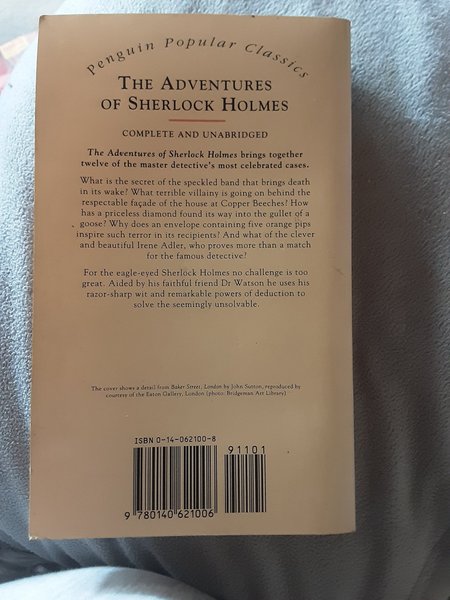 Penguin Popular Classics
THE ADVENTURES
OF SHERLOCK HOLMES
COMPLETE AND UNABRIDGED
The Adventures of Sherlock Holmes brings together
twelve of the master detective's most celebrated cases.
What is the secret of the speckled band that brings death
in its wake? What terrible villainy is going on behind the
respectable façade of the house at Copper Beeches? How
has a priceless diamond found its way into the gullet of a
goose? Why does an envelope containing five orange pips
inspire such terror in its recipients? And what of the clever
and beautiful Irene Adler, who proves more than a match
for the famous detective?
For the eagle-eyed Sherlock Holmes no challenge is too
great. Aided by his faithful friend Dr Watson he uses his
razor-sharp wit and remarkable powers of deduction to
solve the seemingly unsolvable.
The cover shows a detail from Baker Street, London by John Sutton, reproduced by
courtesy of the Eaton Gallery, London (photo: Bridgeman Art Library)
ISBN 0-14-062100-8
91101
9 780140 621006